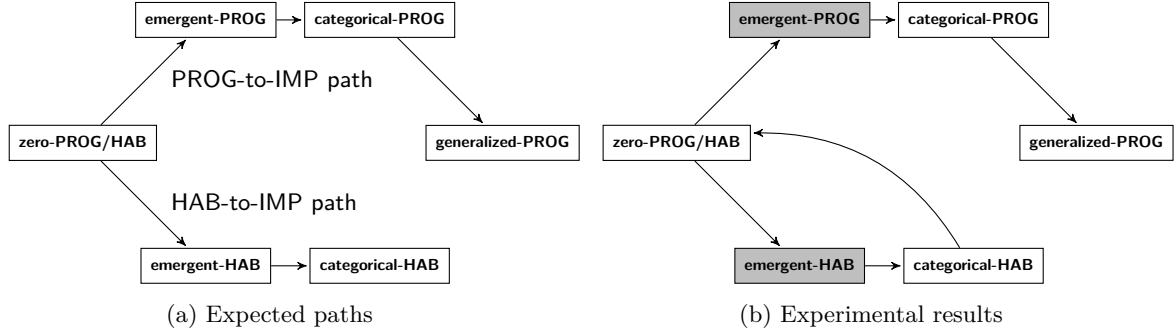 emergent-PROG
categorical-PROG
PROG-to-IMP path
zero-PROG/HAB
generalized-PROG
HAB-to-IMP path
emergent-HAB
categorical-HAB
(a) Expected paths
emergent-PROG
categorical-PROG
zero-PROG/HAB
generalized-PROG
emergent-HAB
categorical-HAB
(b) Experimental results